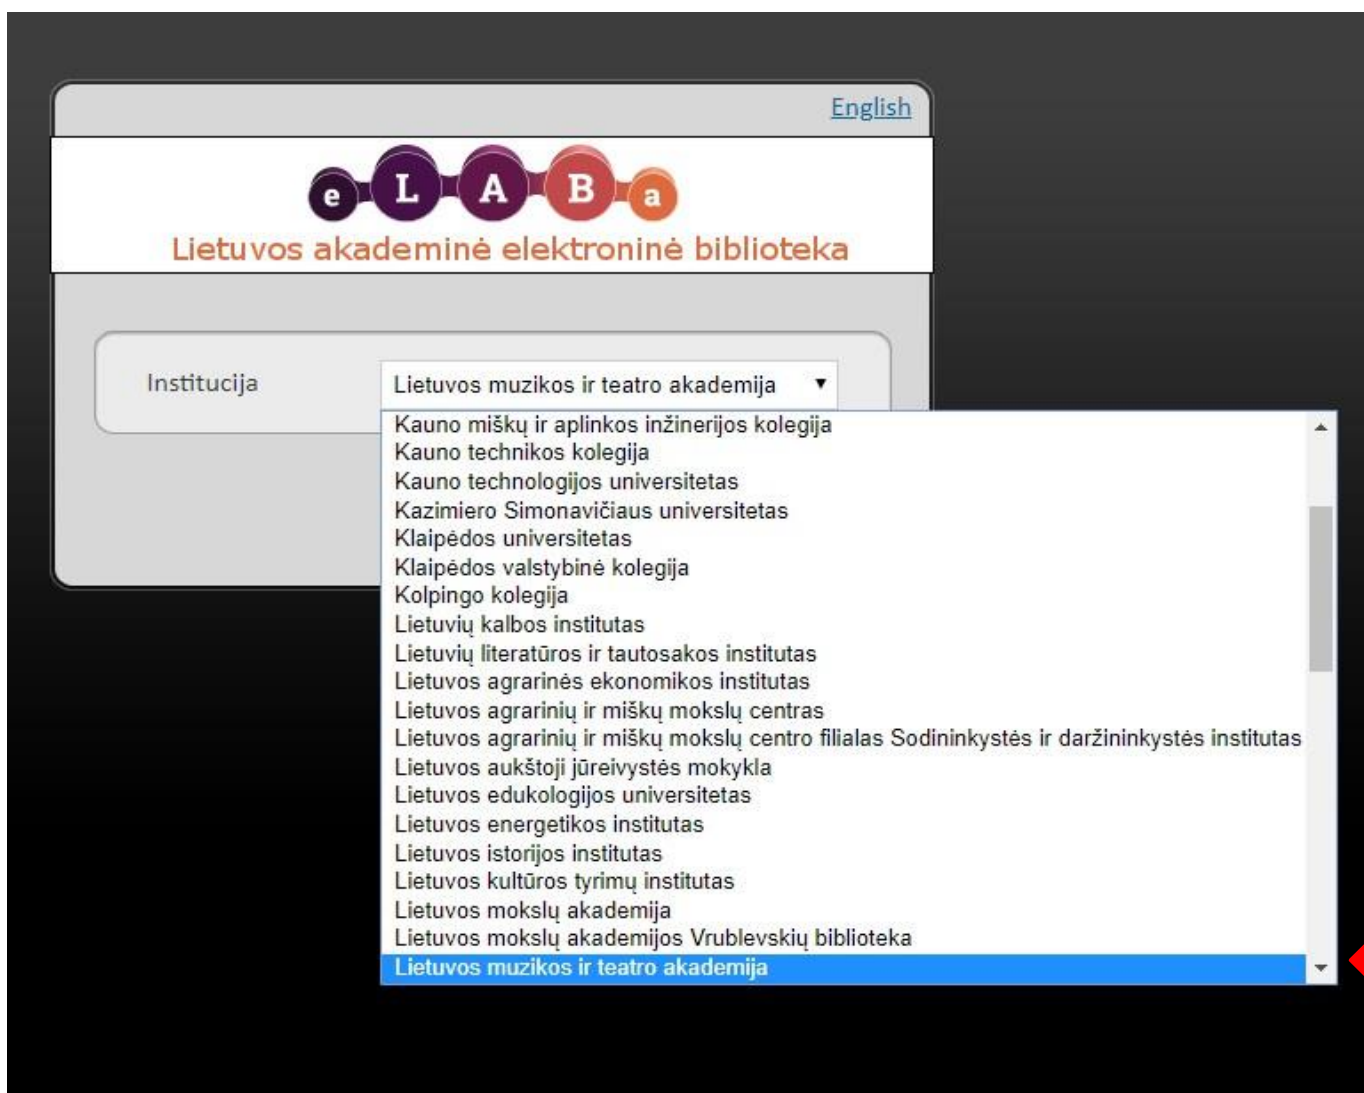 English
eLABa
Lietuvos akademinė elektroninė biblioteka
Institucija
Lietuvos muzikos ir teatro akademija
Kauno miškų ir aplinkos inžinerijos kolegija
Kauno technikos kolegija
Kauno technologijos universitetas
Kazimiero Simonavičiaus universitetas
Klaipėdos universitetas
Klaipėdos valstybinė kolegija
Kolpingo kolegija
Lietuvių kalbos institutas
Lietuvių literatūros ir tautosakos institutas
Lietuvos agrarinės ekonomikos institutas
Lietuvos agrarinių ir miškų mokslų centras
Lietuvos agrarinių ir miškų mokslų centro filialas Sodininkystės ir daržininkystės institutas
Lietuvos aukštoji jūreivystės mokykla
Lietuvos edukologijos universitetas
Lietuvos energetikos institutas
Lietuvos istorijos institutas
Lietuvos kultūros tyrimų institutas
Lietuvos mokslų akademija
Lietuvos mokslų akademijos Vrublevskių biblioteka
Lietuvos muzikos ir teatro akademija